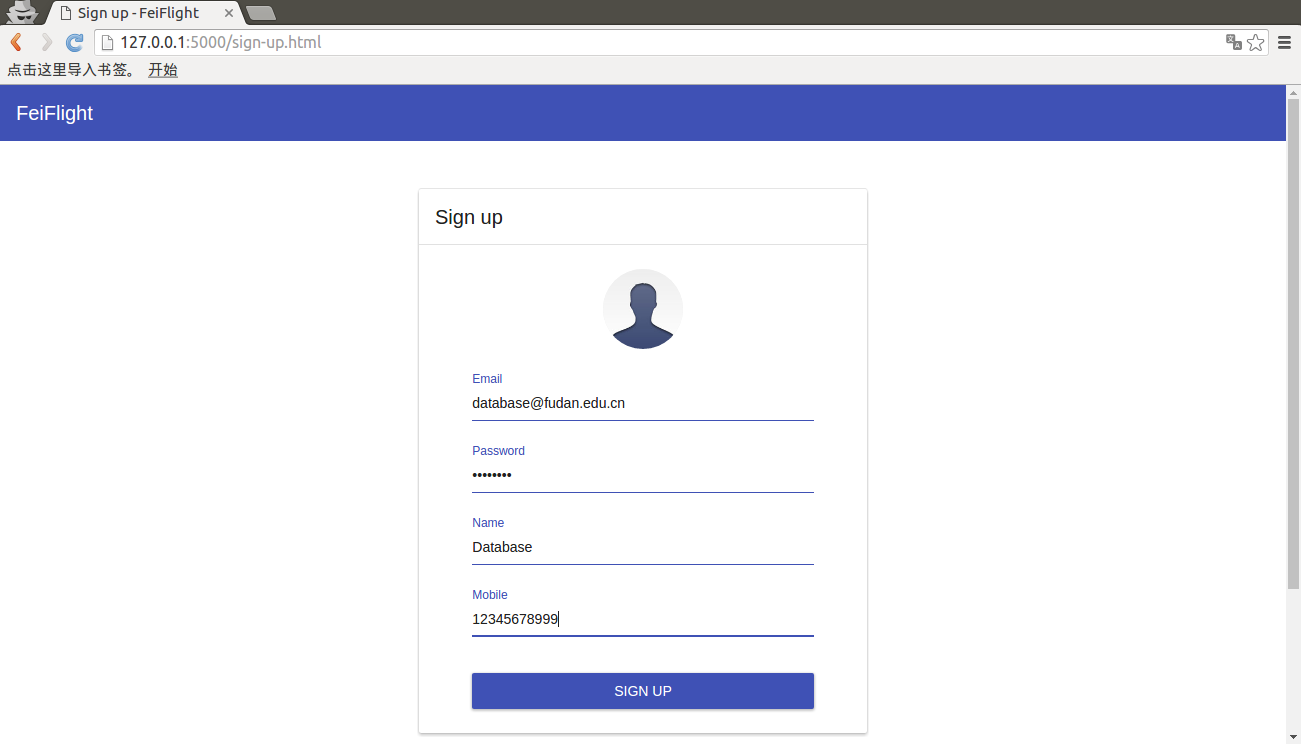 Sign up - FeiFlight
127.0.0.1:5000/sign-up.html
点击这里导入书签。 开始
FeiFlight
Sign up
Email
database@fudan.edu.cn
Password
••••••••
Name
Database
Mobile
12345678999
SIGN UP